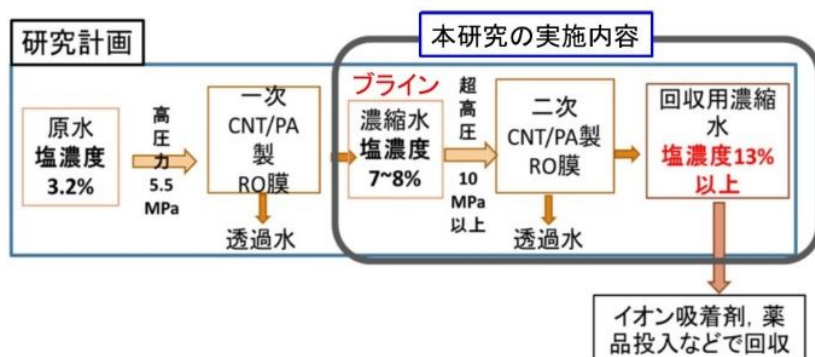 研究計画
本研究の実施内容
原水
塩濃度
3.2%
高
圧
力
5.5
MPa
一次
CNT/PA
製
RO膜
透過水
ブライン
濃縮水
塩濃度
7~8%
超
高
圧
10
MPa
以上
二次
CNT/PA製
RO膜
透過水
回収用濃縮
水
塩濃度13%
以上
イオン吸着剤，薬
品投入などで回収